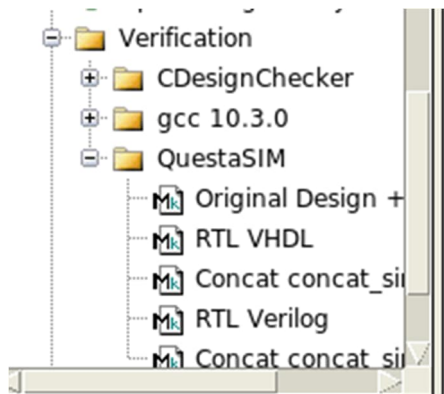 Verification
CDesignChecker
gcc 10.3.0
QuestaSIM
Original Design +
RTL VHDL
Concat concat_si
RTL Verilog
Concat concat_si